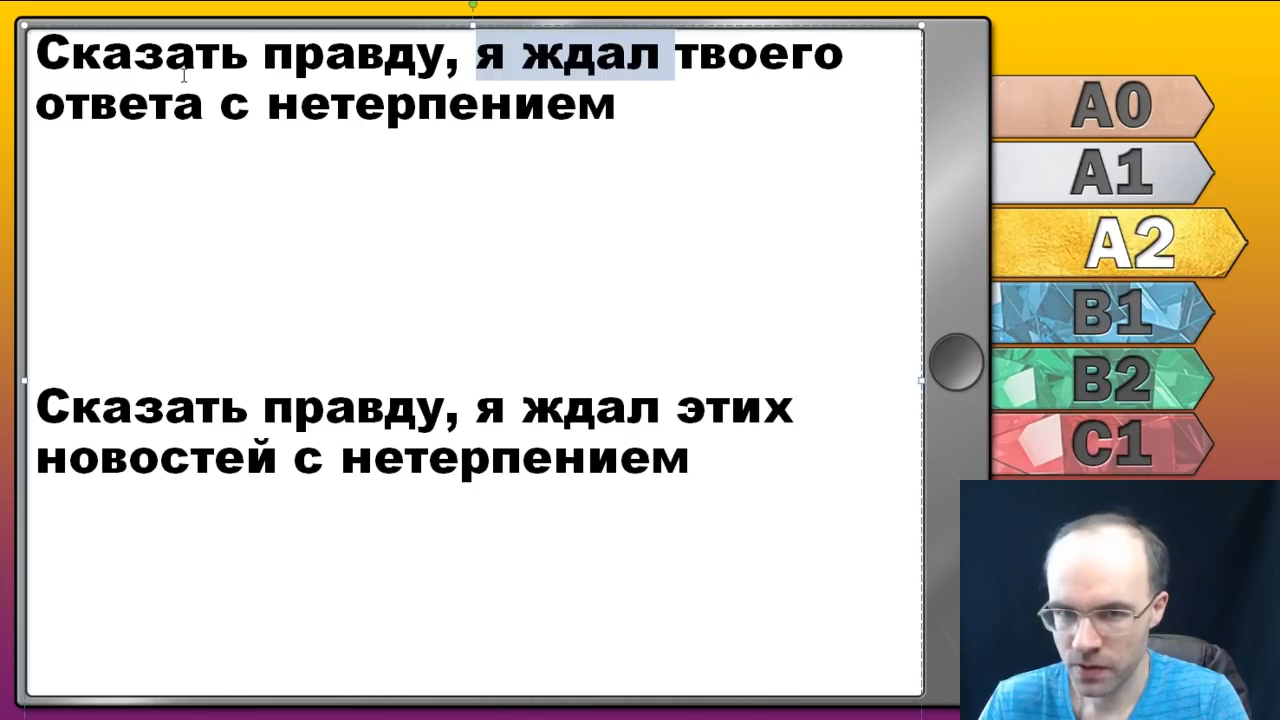 Сказать правду, я ждал твоего
ответа с нетерпением
Сказать правду, я ждал этих
новостей с нетерпением
A0
A1
A2
B1
B2
C1